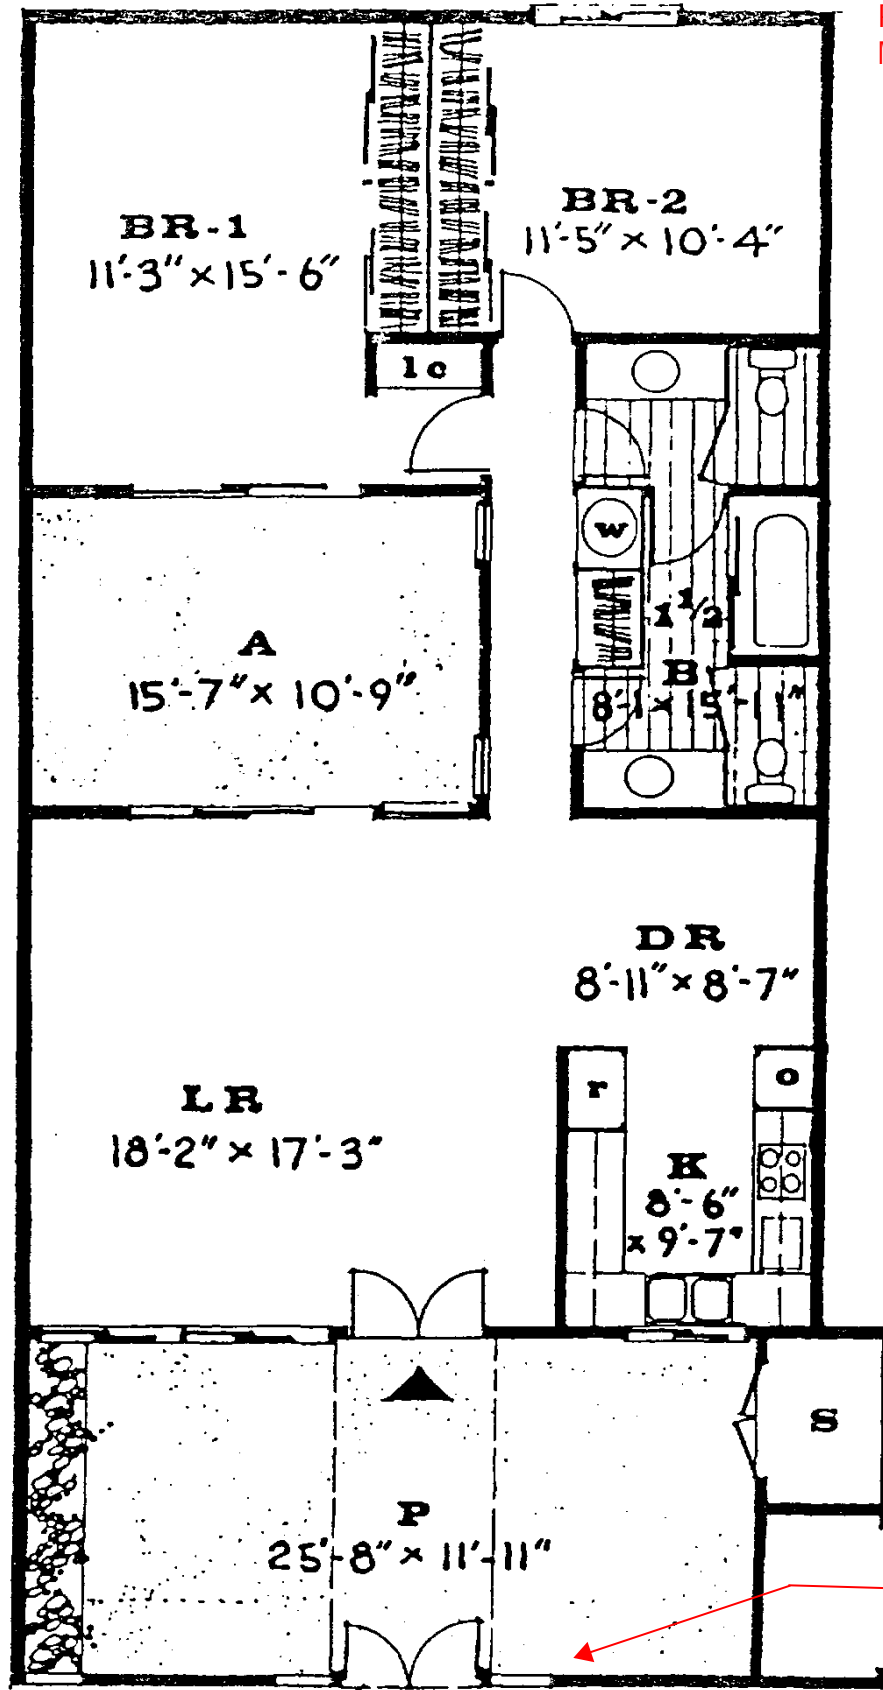 BR-1
11'-3" x 15'-6"
BR-2
11'-5" x 10'-4"
lc
W
A
15'-7" x 10'-9"
1 1/2
B
8'-1 x 15'-11"
DR
8'-11" x 8'-7"
LR
18'-2" x 17'-3"
r
o
K
8'-6"
x 9'-7"
S
P
25'-8" x 11'-11"